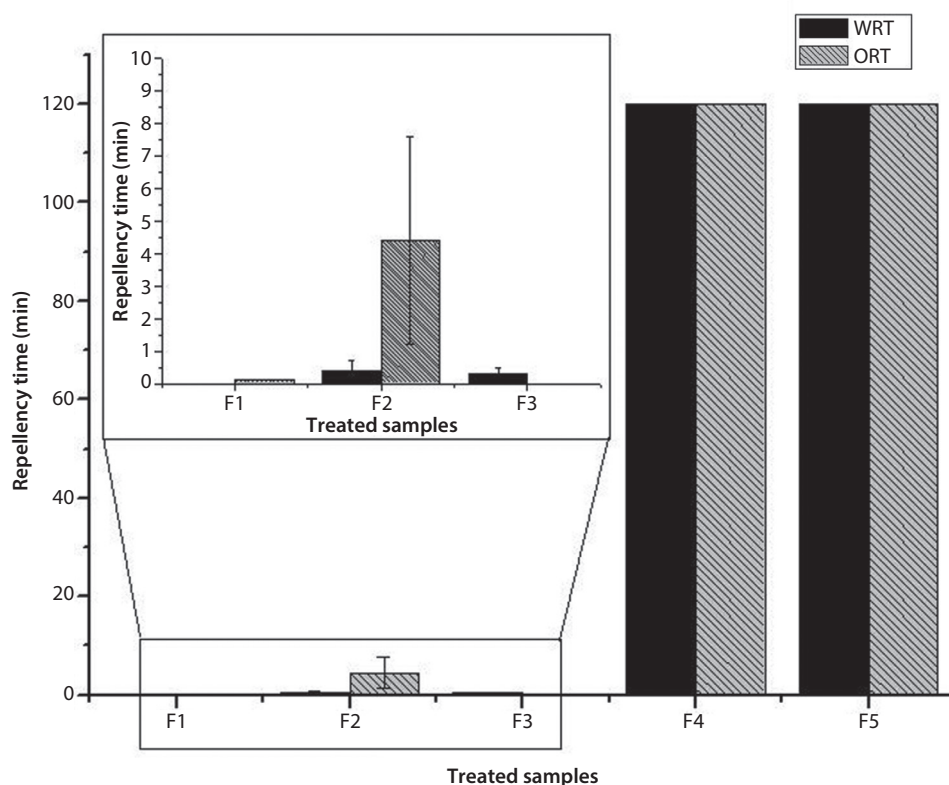 WRT
ORT
Repellency time (min)
120
100
80
60
40
20
0
Repellency time (min)
10
9
8
7
6
5
4
3
2
1
0
F1 F2 F3
Treated samples
F1 F2 F3 F4 F5
Treated samples